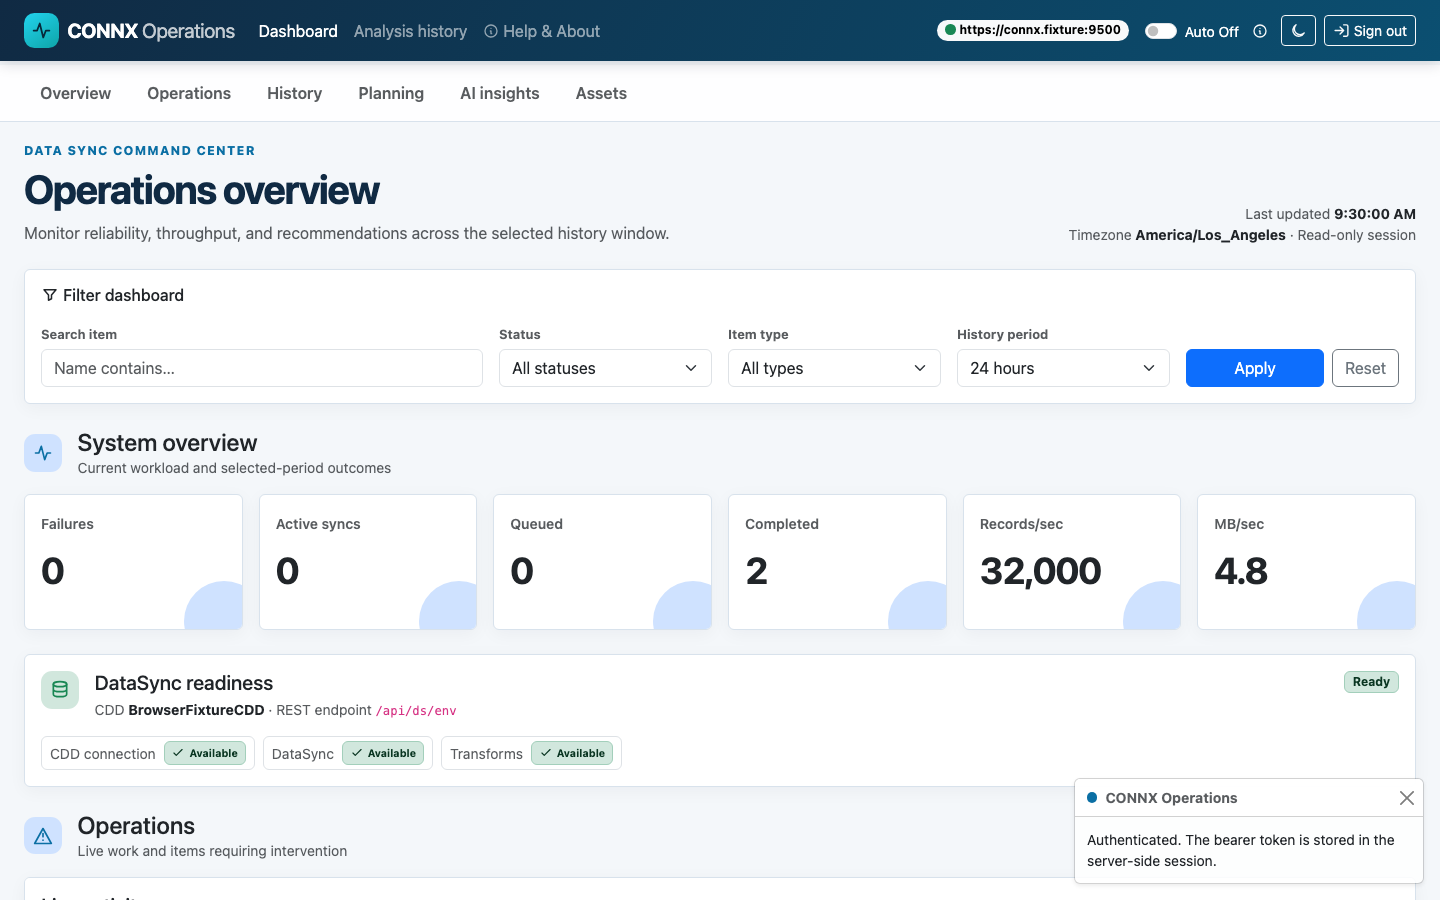 CONNX Operations
Dashboard
Analysis history
Help & About
https://connx.fixture:9500
Auto Off
Sign out
Overview
Operations
History
Planning
AI insights
Assets
DATA SYNC COMMAND CENTER
Operations overview
Monitor reliability, throughput, and recommendations across the selected history window.
Last updated 9:30:00 AM
Timezone America/Los_Angeles · Read-only session
Filter dashboard
Search item
Name contains...
Status
All statuses
Item type
All types
History period
24 hours
Apply
Reset
System overview
Current workload and selected-period outcomes
Failures
0
Active syncs
0
Queued
0
Completed
2
Records/sec
32,000
MB/sec
4.8
DataSync readiness
CDD BrowserFixtureCDD · REST endpoint /api/ds/env
Ready
CDD connection Available
DataSync Available
Transforms Available
Operations
Live work and items requiring intervention
CONNX Operations
Authenticated. The bearer token is stored in the
server-side session.